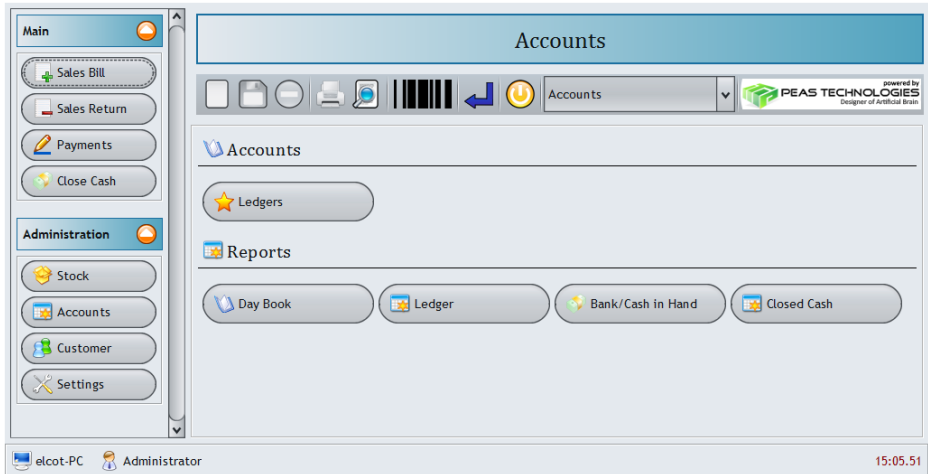 Main
Sales Bill
Sales Return
Payments
Close Cash
Administration
Stock
Accounts
Customer
Settings
Accounts
Accounts
powered by
PEAS TECHNOLOGIES
Designer of Artificial Brain
Accounts
Ledgers
Reports
Day Book Ledger Bank/Cash in Hand Closed Cash
elcot-PC Administrator 15:05.51